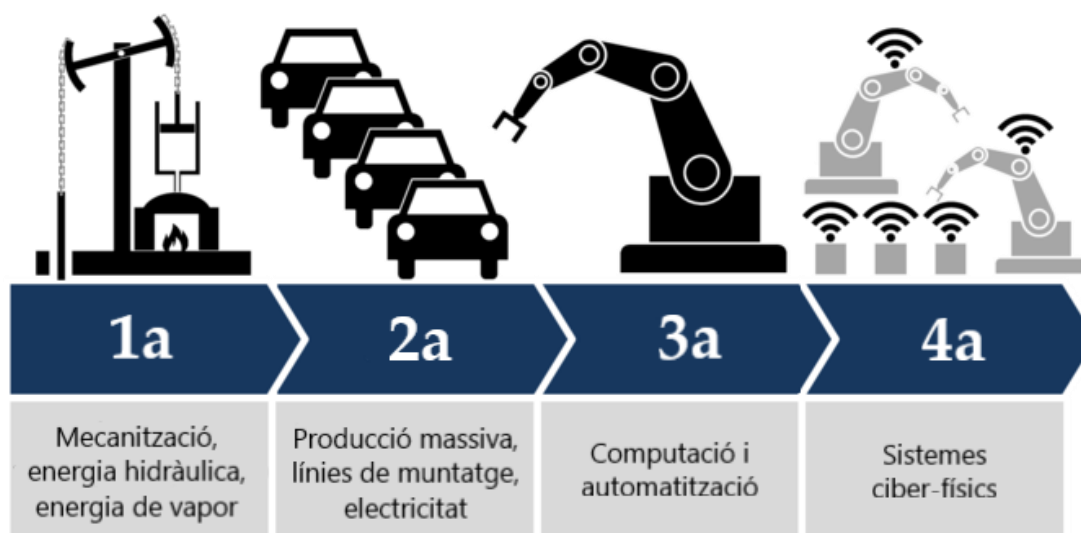 1a
2a
3a
4a
Mecanització,
energia hidràulica,
energia de vapor
Producció massiva,
línies de muntatge,
electricitat
Computació i
automatització
Sistemes
ciber-físics